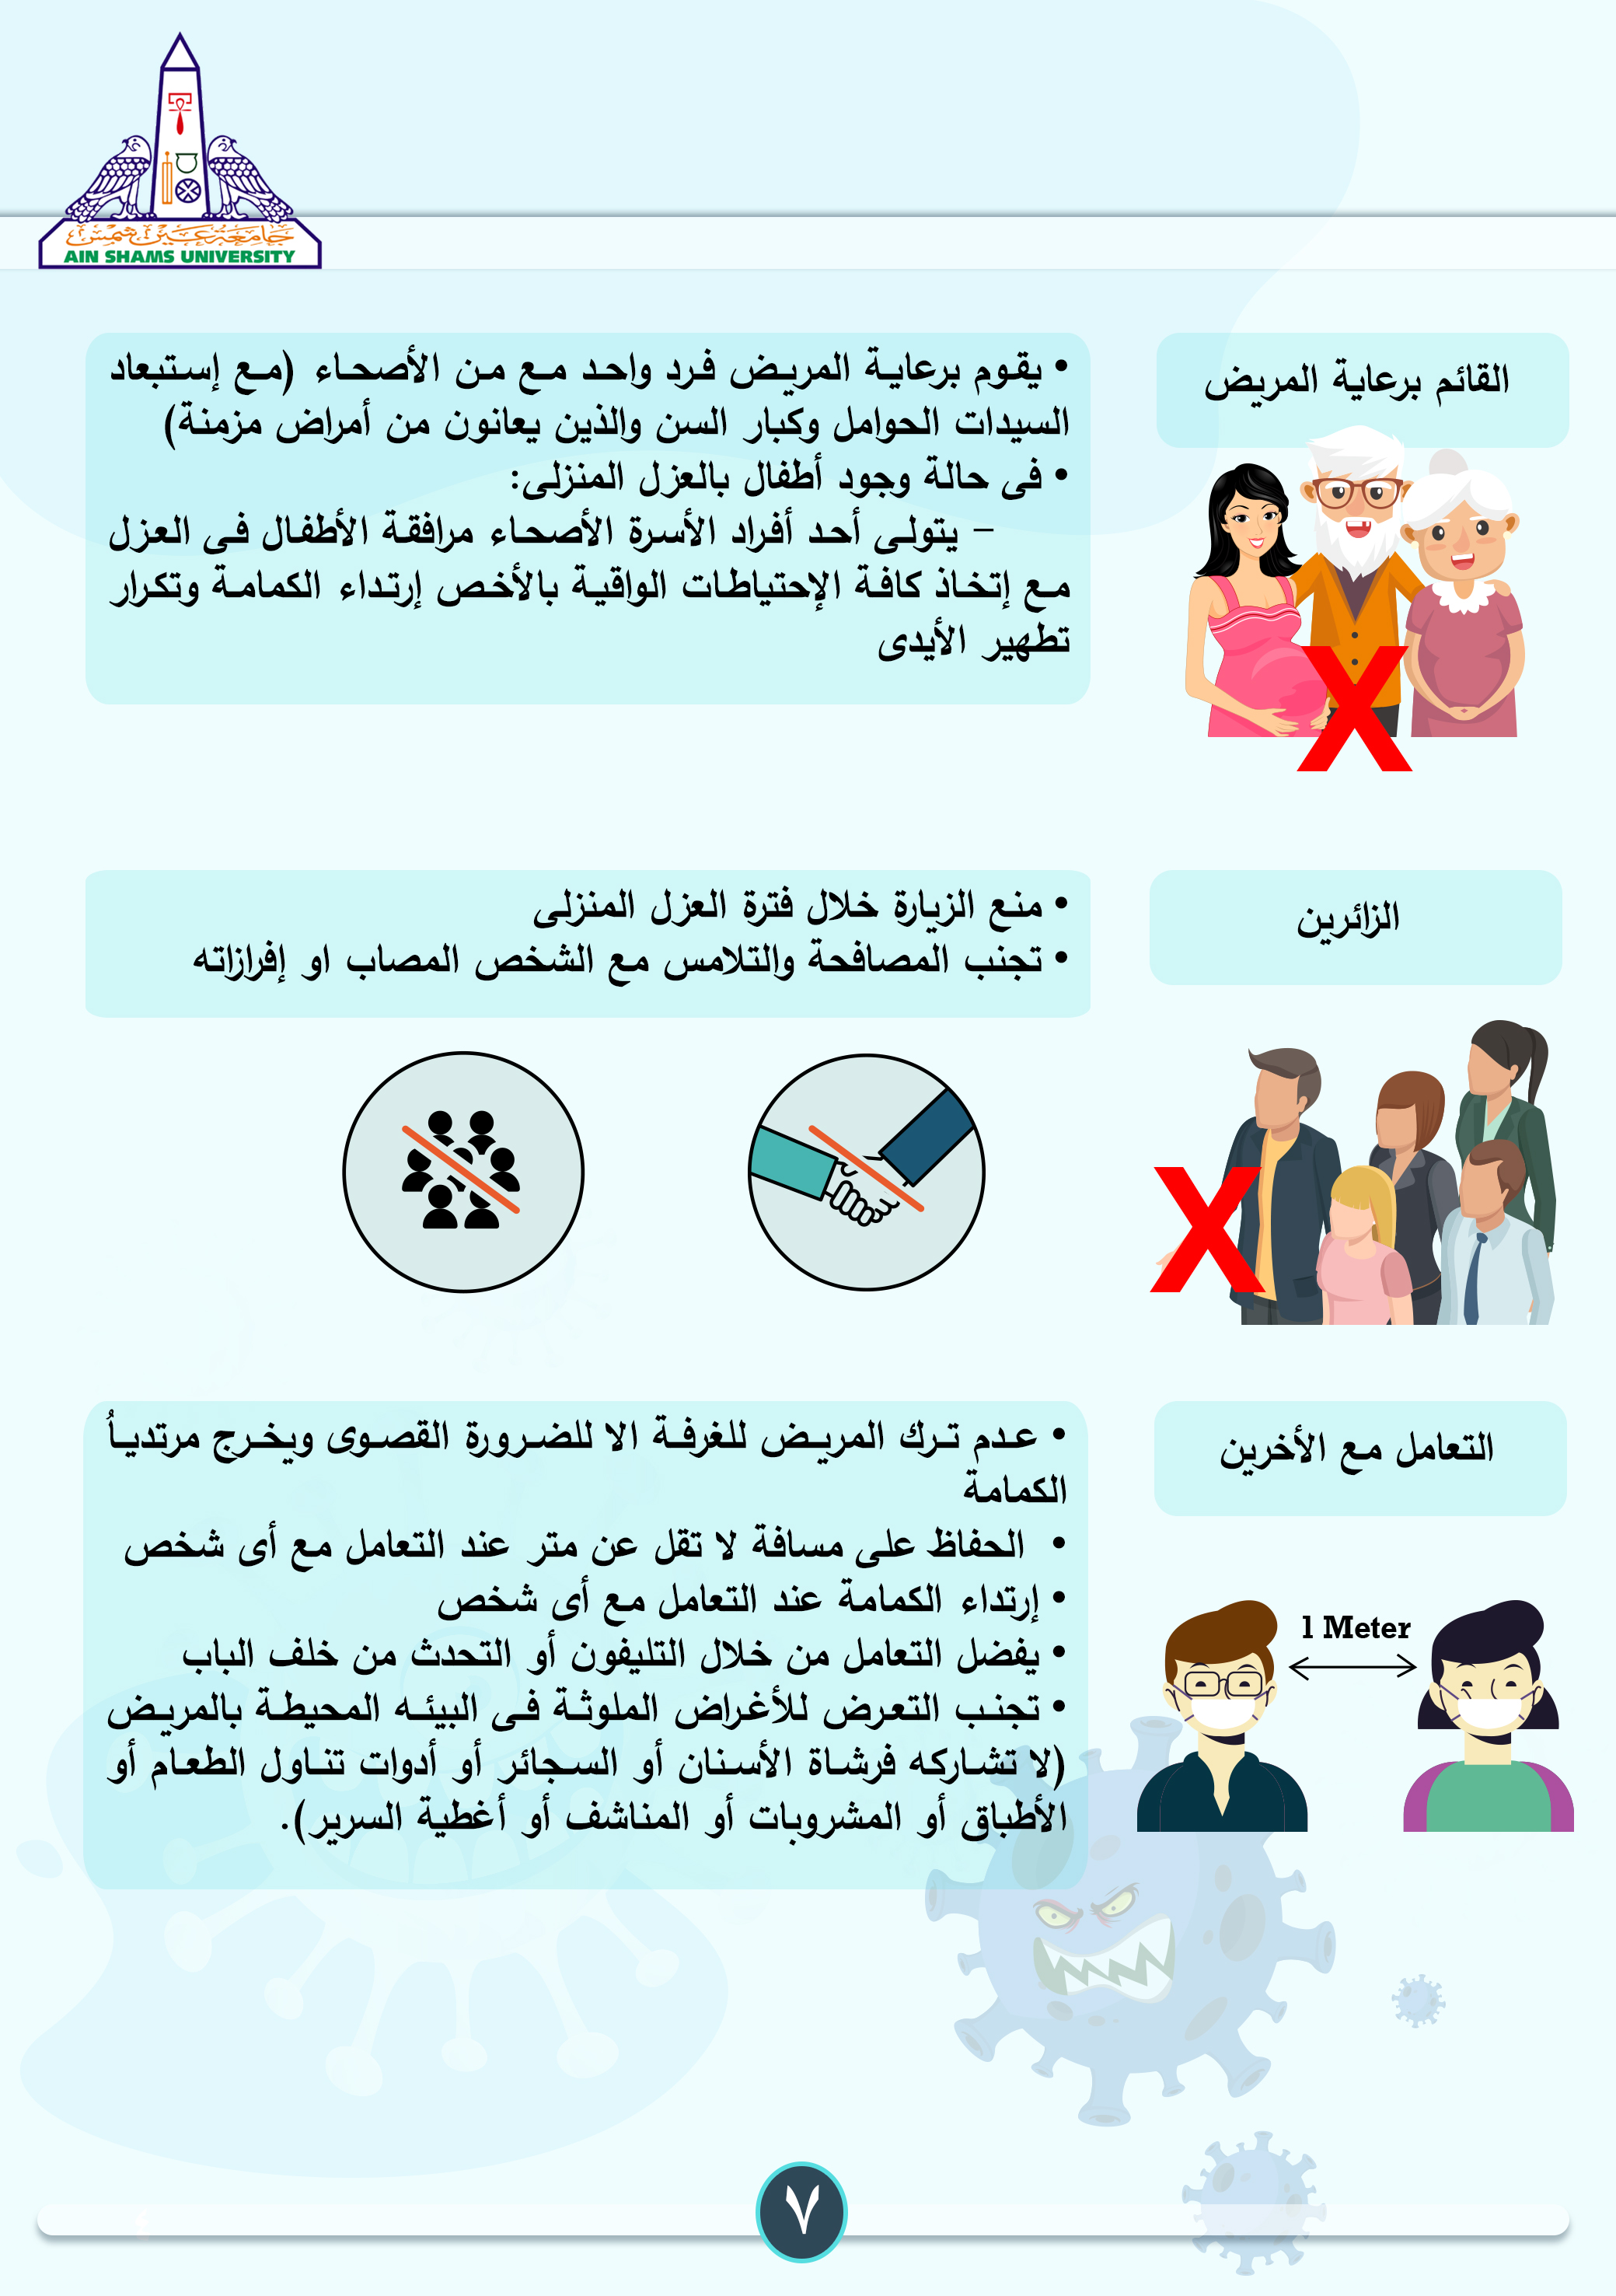 جامعة عين شمس
AIN SHAMS UNIVERSITY
القائم برعاية المريض
• يقوم برعاية المريض فرد واحد مع من الأصحاء (مع إستبعاد
السيدات الحوامل وكبار السن والذين يعانون من أمراض مزمنة)
• فى حالة وجود أطفال بالعزل المنزلى:
– يتولى أحد أفراد الأسرة الأصحاء مرافقة الأطفال فى العزل
مع إتخاذ كافة الإحتياطات الواقية بالأخص إرتداء الكمامة وتكرار
تطهير الأيدى
X
الزائرين
• منع الزيارة خلال فترة العزل المنزلى
• تجنب المصافحة والتلامس مع الشخص المصاب او إفرازاته
X
التعامل مع الأخرين
• عدم ترك المريض للغرفة الا للضرورة القصوى ويخرج مرتدياُ
الكمامة
• الحفاظ على مسافة لا تقل عن متر عند التعامل مع أى شخص
• إرتداء الكمامة عند التعامل مع أى شخص
• يفضل التعامل من خلال التليفون أو التحدث من خلف الباب
• تجنب التعرض للأغراض الملوثة فى البيئه المحيطة بالمريض
(لا تشاركه فرشاة الأسنان أو السجائر أو أدوات تناول الطعام أو
الأطباق أو المشروبات أو المناشف أو أغطية السرير).
1 Meter
٧